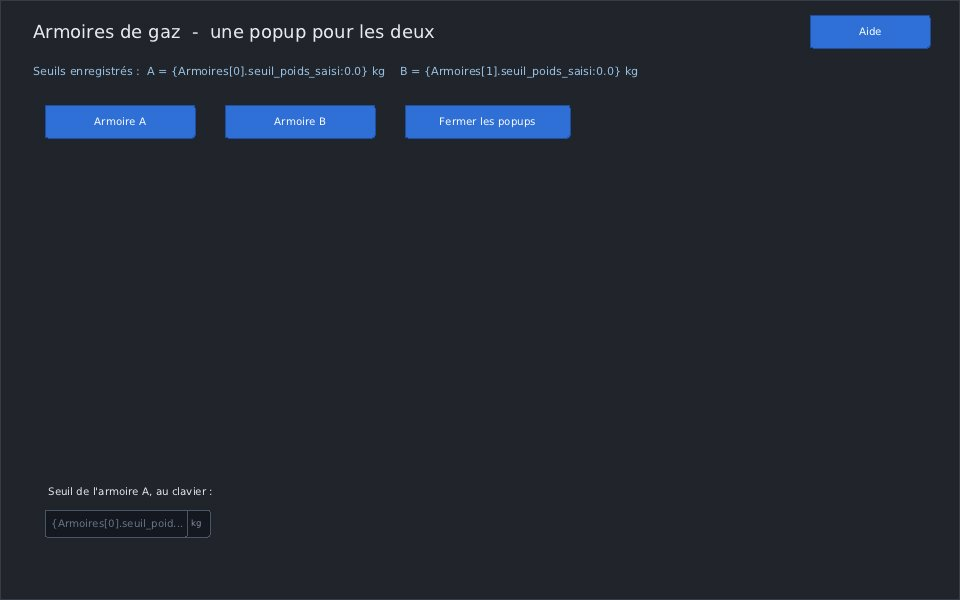 Armoires de gaz  -  une popup pour les deux
Aide
Seuils enregistrés :  A = {Armoires[0].seuil_poids_saisi:0.0} kg    B = {Armoires[1].seuil_poids_saisi:0.0} kg
Armoire A
Armoire B
Fermer les popups
Seuil de l'armoire A, au clavier :
{Armoires[0].seuil_poid... kg